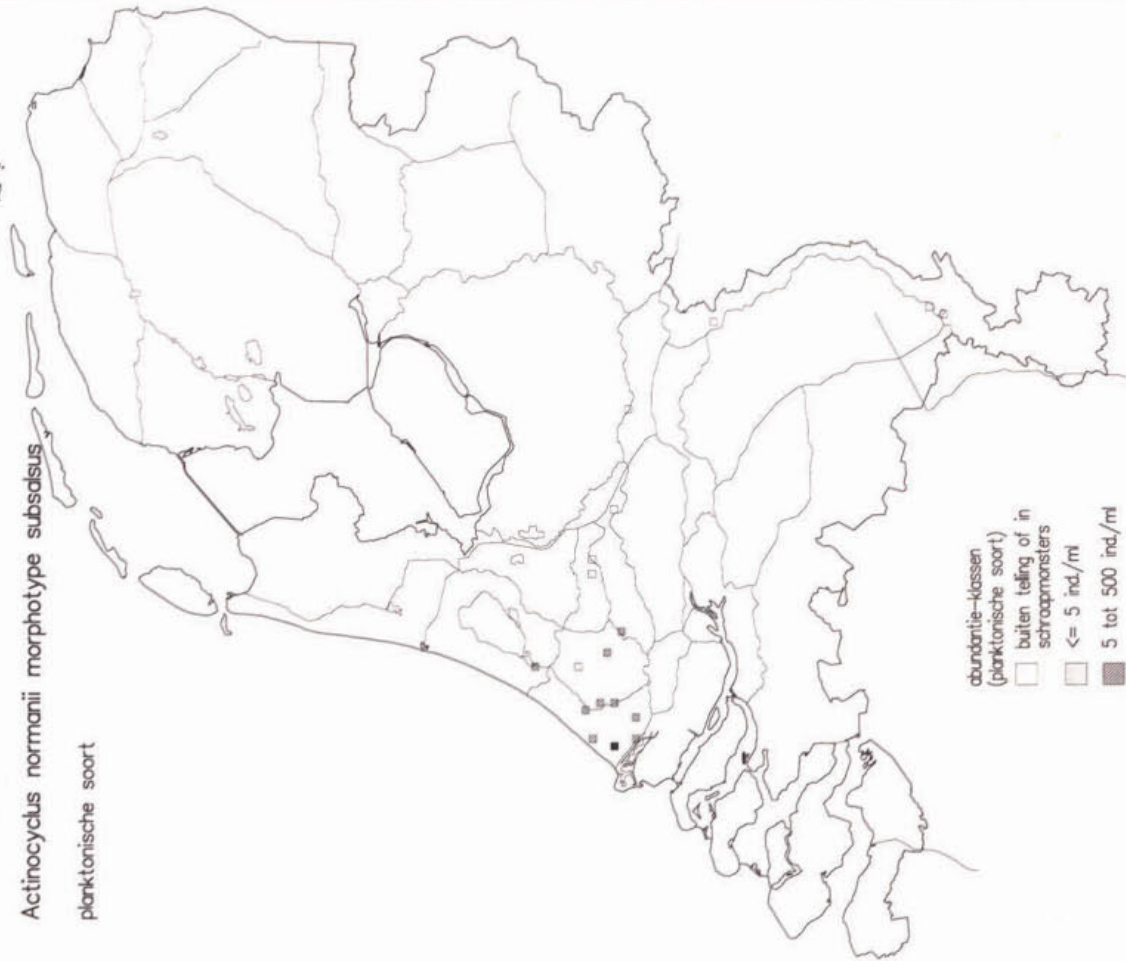 Actinocyclus normanii morphotype subsalsus
planktonische soort
abundantie-klassen
(planktonische soort)
buiten telling of in
schraapmonsters
<= 5 ind./ml
5 tot 500 ind./ml